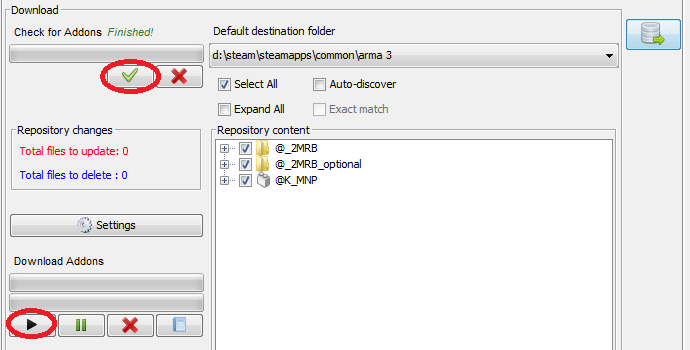 Download
Check for Addons Finished!
Default destination folder
d:\steam\steamapps\common\arma 3
Select All
Auto-discover
Expand All
Exact match
Repository changes
Total files to update: 0
Total files to delete : 0
Repository content
@_2MRB
@_2MRB_optional
@K_MNP
Settings
Download Addons